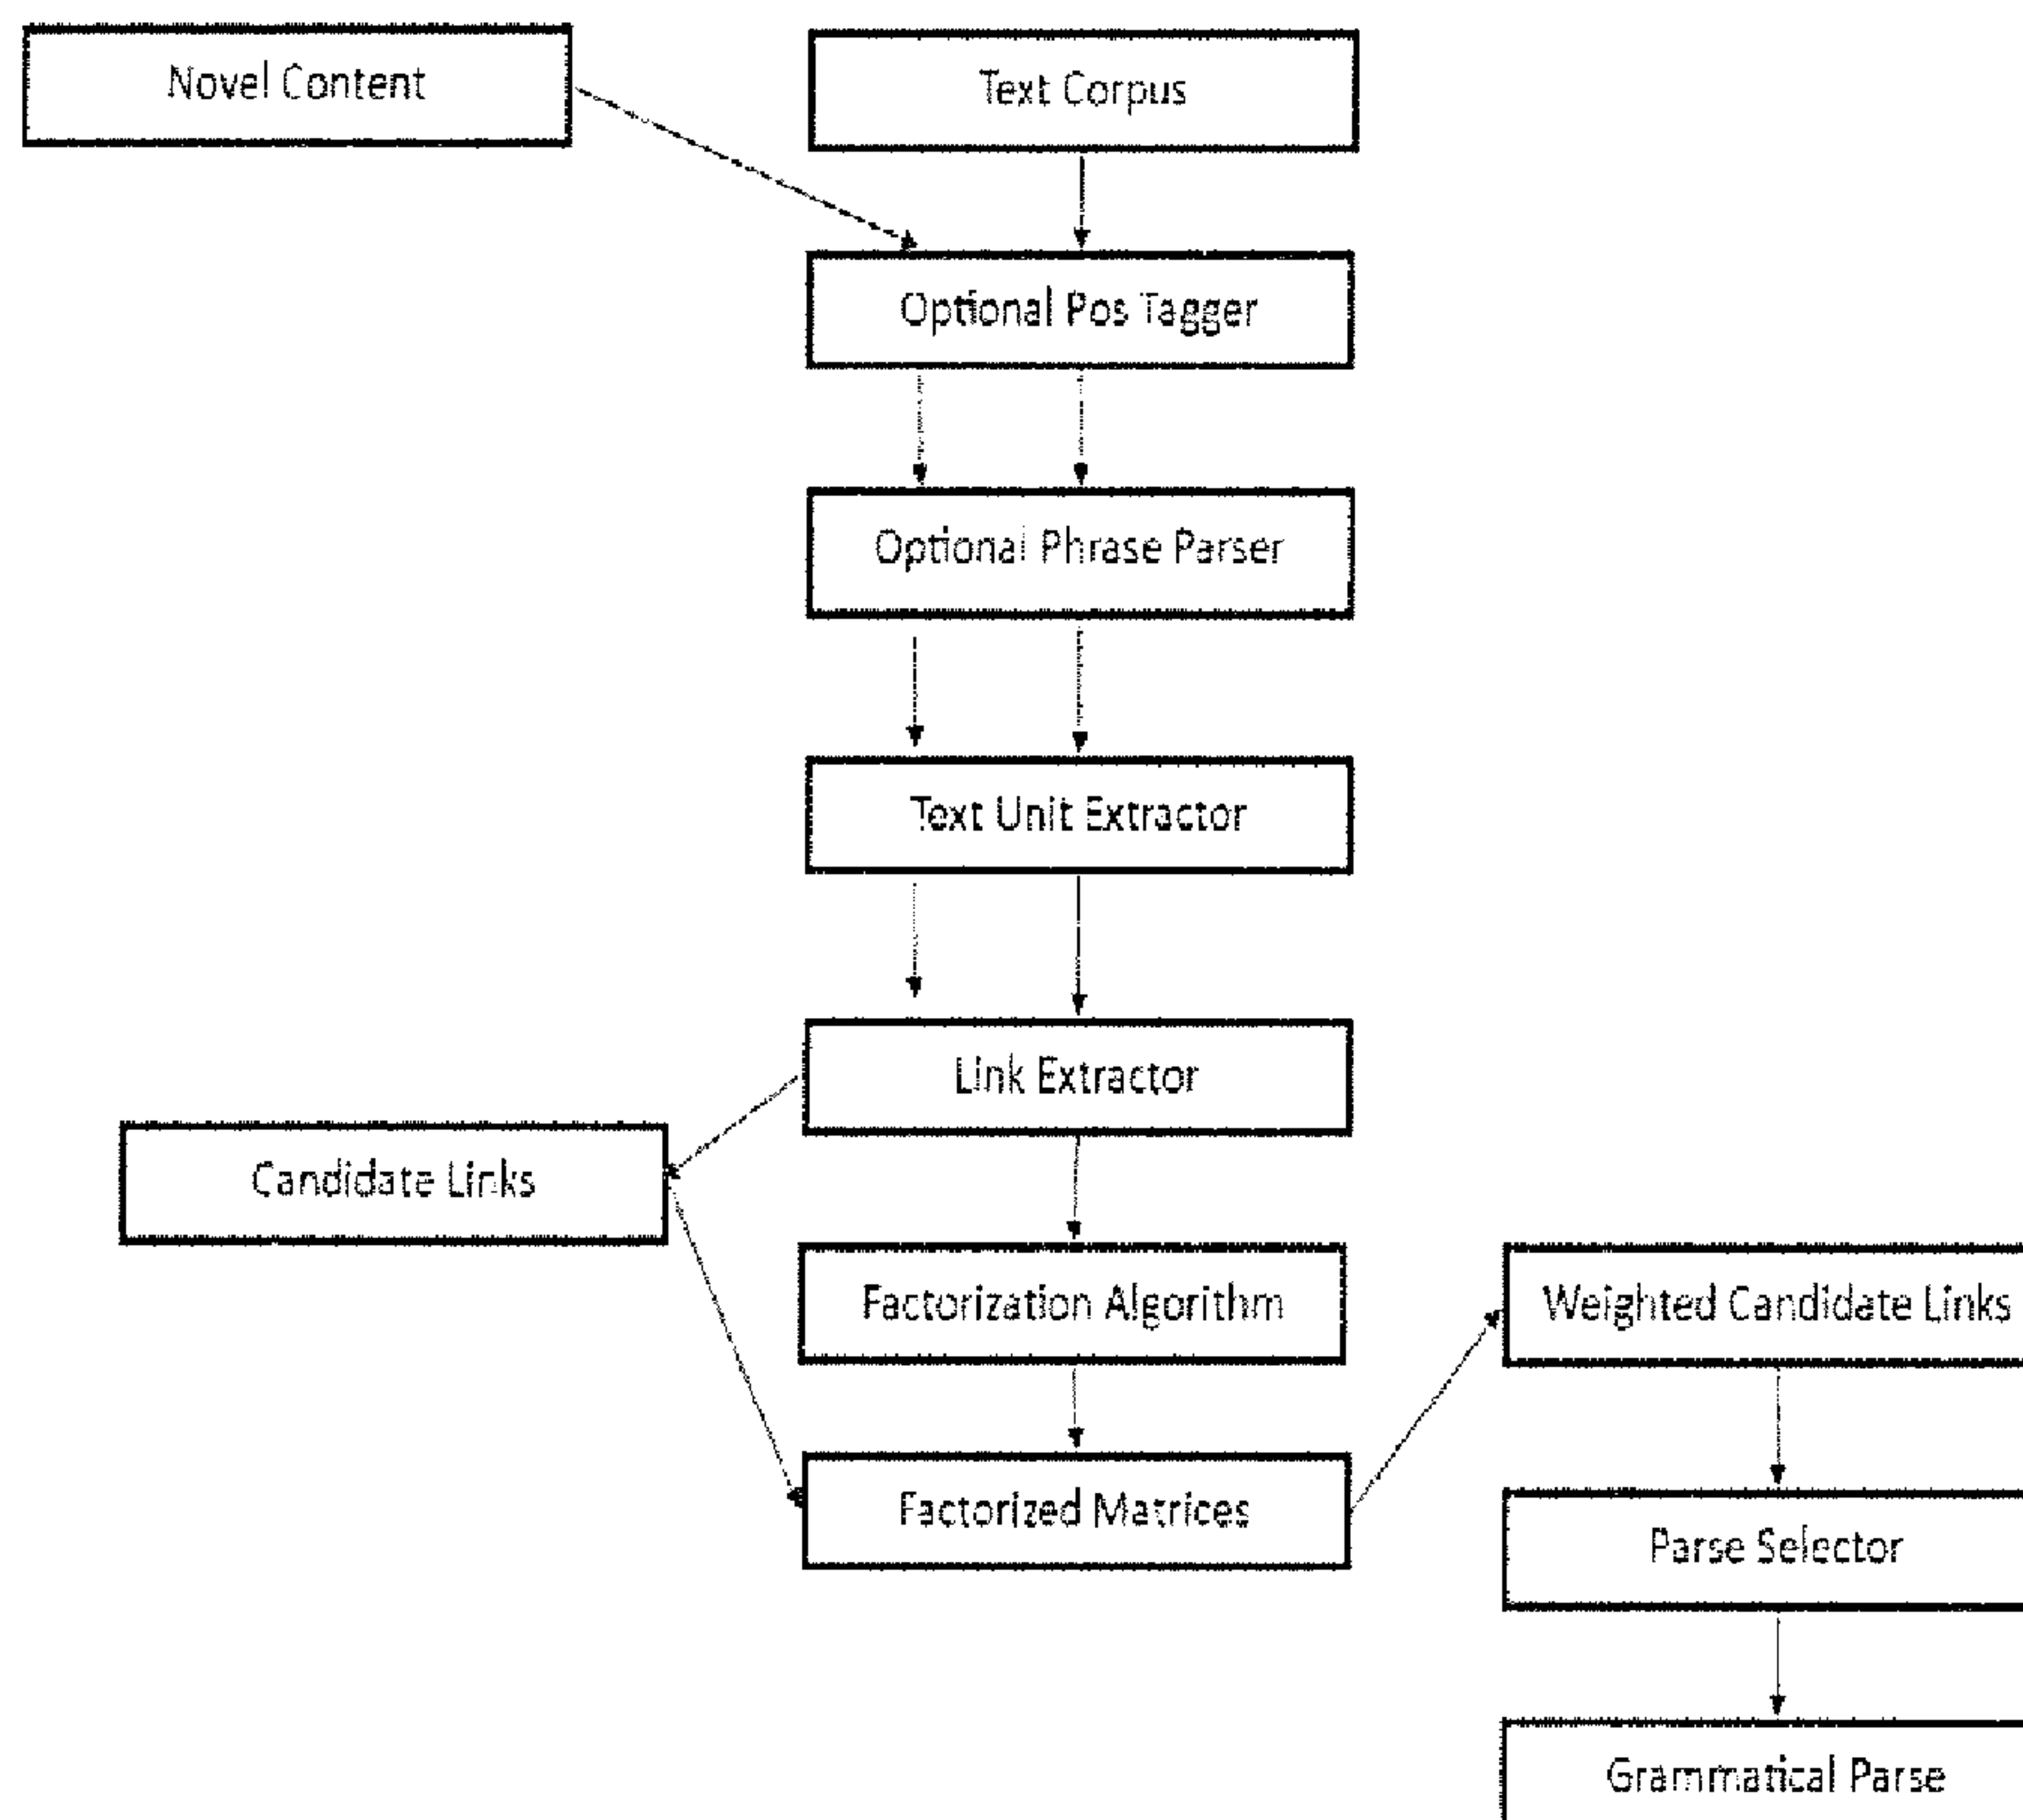 Novel Content
Text Corpus
Optional Pos Tagger
Optional Phrase Parser
Text Unit Extractor
Link Extractor
Candidate Links
Factorization Algorithm
Weighted Candidate Links
Factorized Matrices
Parse Selector
Grammatical Parse